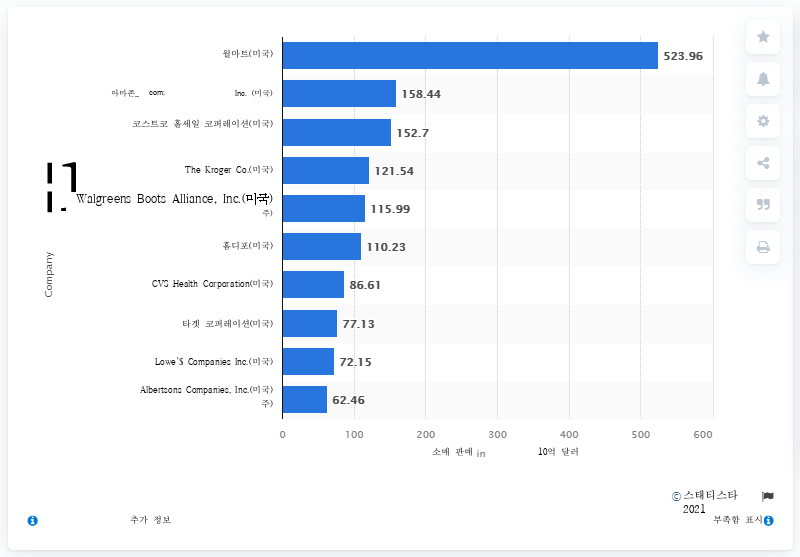 월마트(미국)
523.96
아마존_ com; Inc. (미국)
158.44
코스트코 홀세일 코퍼레이션(미국)
152.7
The Kroger Co.(미국)
121.54
Walgreens Boots Alliance, Inc.(미국)
주)
115.99
홈디포(미국)
110.23
CVS Health Corporation(미국)
86.61
타겟 코퍼레이션(미국)
77.13
Lowe'S Companies Inc.(미국)
72.15
Albertsons Companies, Inc.(미국)
주)
62.46
Company
0 100 200 300 400 500 600
소매 판매 in 10억 달러
© 스태티스타
2021
추가 정보
부족함 표시